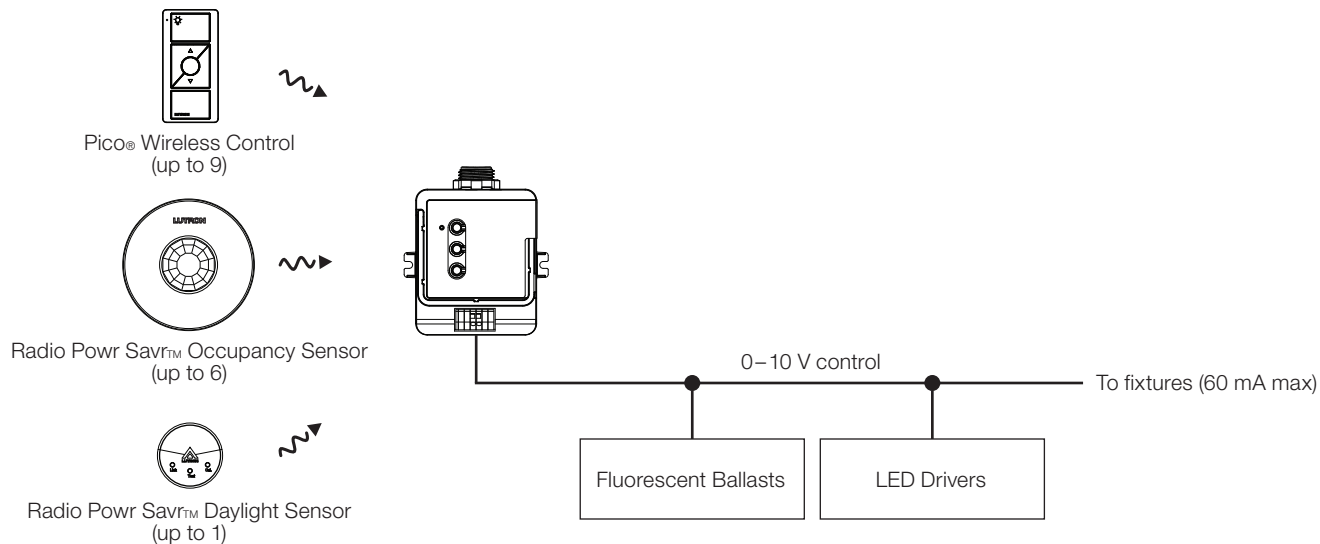 Pico® Wireless Control
(up to 9)
LUTRON
Radio Powr Savr™ Occupancy Sensor
(up to 6)
Radio Powr Savr™ Daylight Sensor
(up to 1)
0–10 V control
To fixtures (60 mA max)
Fluorescent Ballasts
LED Drivers